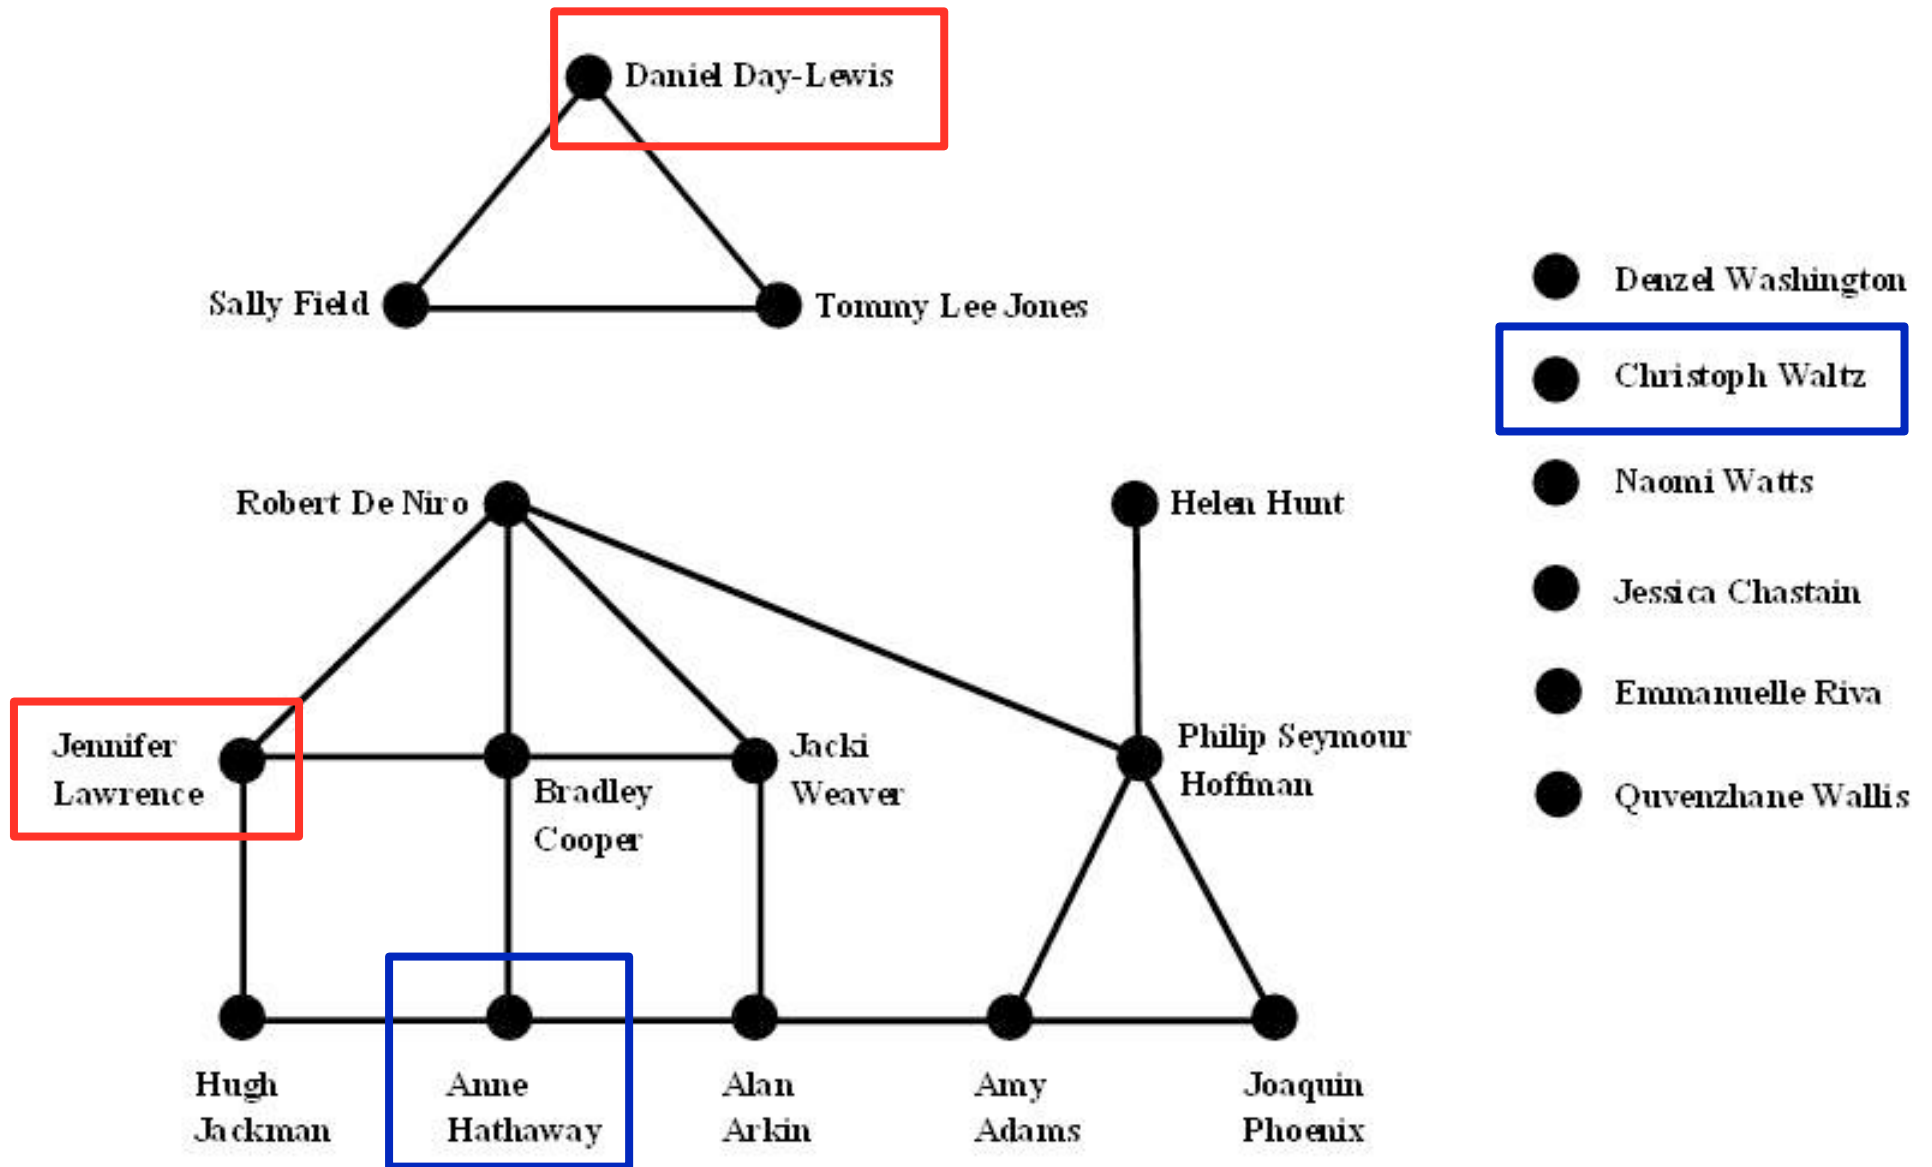 Daniel Day-Lewis
Sally Field
Tommy Lee Jones
Denzel Washington
Christoph Waltz
Naomi Watts
Jessica Chastain
Emmanuelle Riva
Quvenzhane Wallis
Robert De Niro
Helen Hunt
Jennifer
Lawrence
Bradley
Cooper
Jacki
Weaver
Philip Seymour
Hoffman
Hugh
Jackman
Anne
Hathaway
Alan
Arkin
Amy
Adams
Joaquin
Phoenix